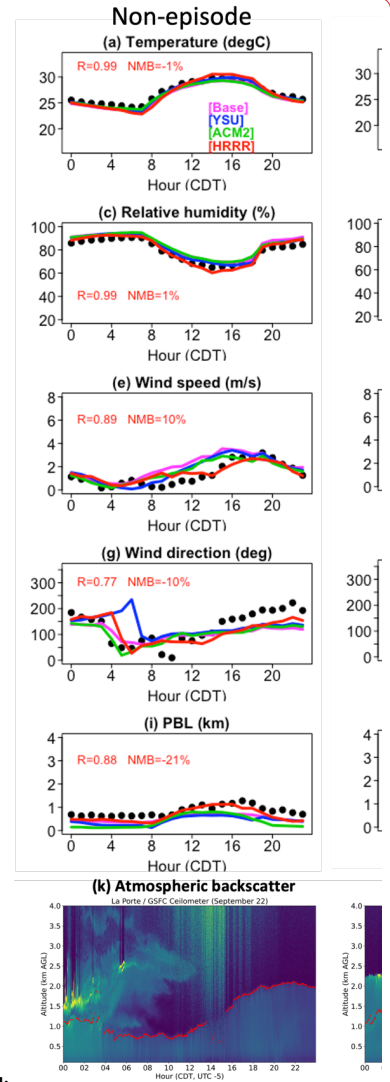 Non-episode
(a) Temperature (degC)
R=0.99 NMB=-1%
30
25
20
[Base]
[YSU]
[ACM2]
[HRRR]
0 4 8 12 16 20
Hour (CDT)
30
25
20
(c) Relative humidity (%)
100
80
60
40
20
R=0.99 NMB=1%
0 4 8 12 16 20
Hour (CDT)
100
80
60
40
20
(e) Wind speed (m/s)
8
6
4
2
0
R=0.89 NMB=10%
0 4 8 12 16 20
Hour (CDT)
8
6
4
2
0
(g) Wind direction (deg)
300
200
100
0
R=0.77 NMB=-10%
0 4 8 12 16 20
Hour (CDT)
300
200
100
0
(i) PBL (km)
4
3
2
1
0
R=0.88 NMB=-21%
0 4 8 12 16 20
Hour (CDT)
4
3
2
1
0
(k) Atmospheric backscatter
La Porte / GSFC Ceilometer (September 22)
Altitude (km AGL)
4.0
3.5
3.0
2.5
2.0
1.5
1.0
0.5
00 02 04 06 08 10 12 14 16 18 20 22
Hour (CDT, UTC -5)
Altitude (km AGL)
4.0
3.5
3.0
2.5
2.0
1.5
1.0
0.5
00